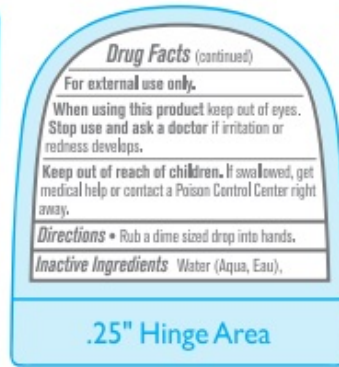 Drug Facts (continued)
For external use only.
When using this product keep out of eyes.
Stop use and ask a doctor if irritation or
redness develops.
Keep out of reach of children. If swallowed, get
medical help or contact a Poison Control Center right
away.
Directions • Rub a dime sized drop into hands.
Inactive Ingredients Water (Aqua, Eau),
.25" Hinge Area